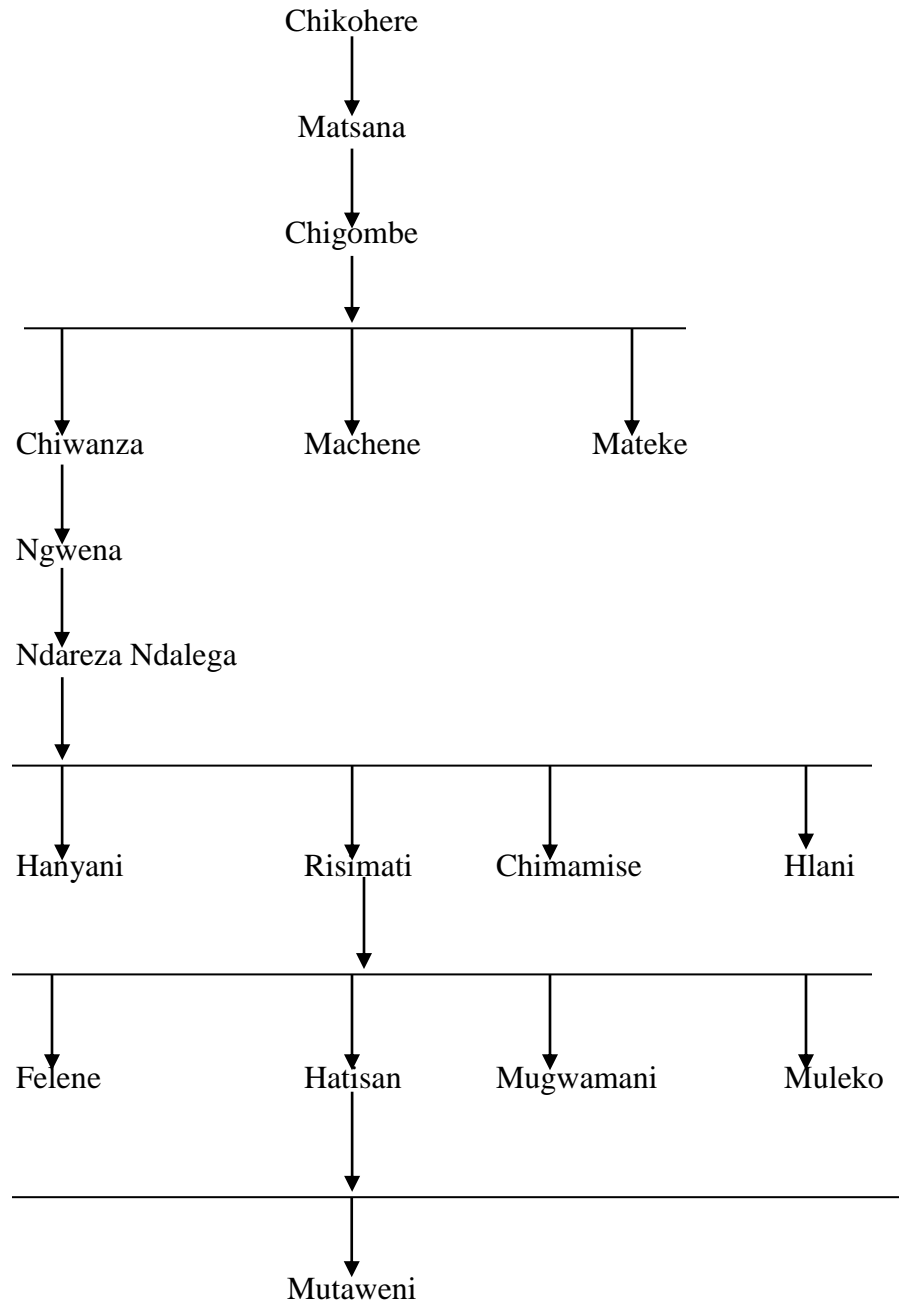 Chikohere
Matsana
Chigombe
Chiwanza Machene Mateke
Ngwena
Ndareza Ndalega
Hanyani Risimati Chimamise Hlani
Felene Hatisan Mugwamani Muleko
Mutaweni